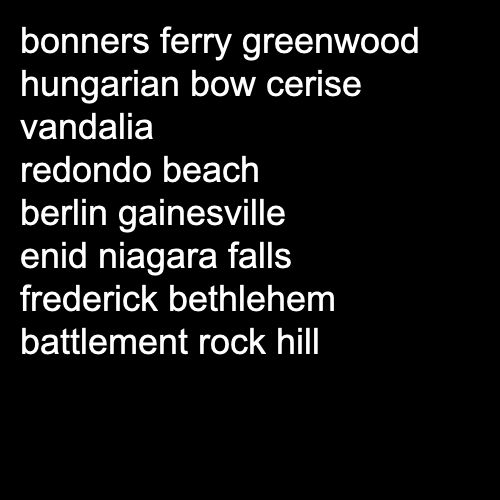 bonners ferry greenwood
hungarian bow cerise
vandalia
redondo beach
berlin gainesville
enid niagara falls
frederick bethlehem
battlement rock hill